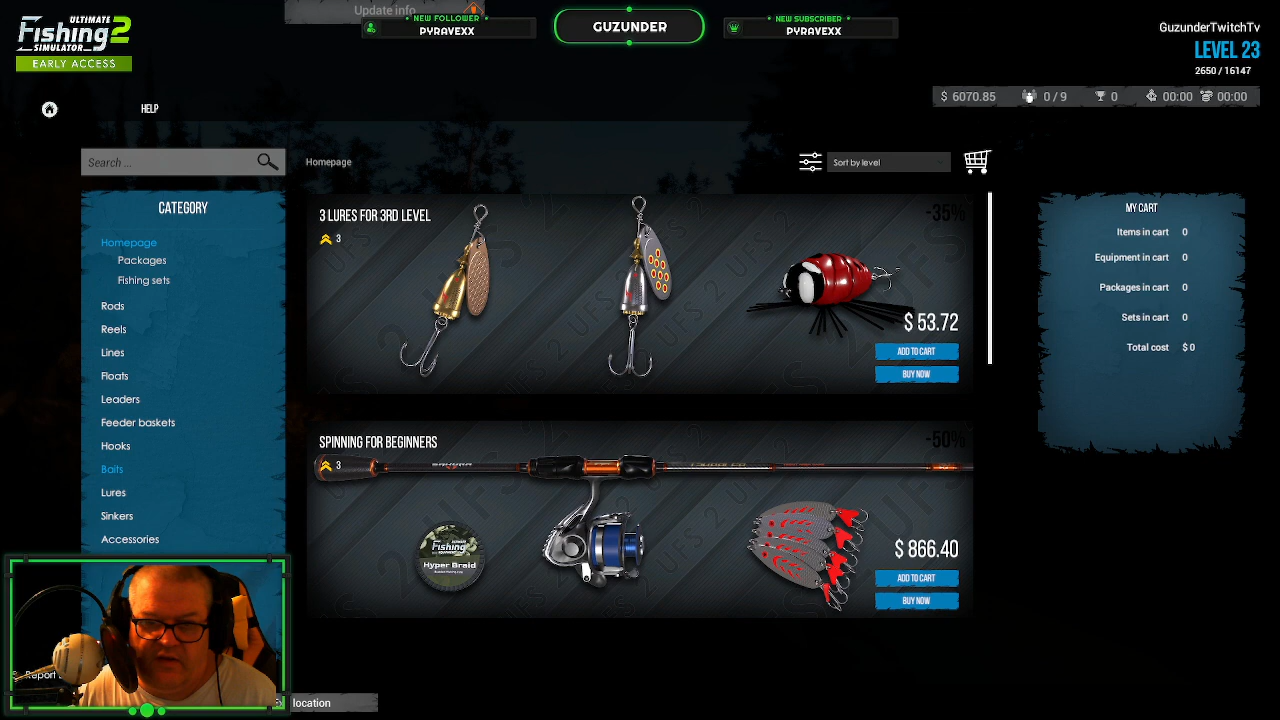 Update info
NEW FOLLOWER
PYRAVEXX
GUZUNDER
NEW SUBSCRIBER
PYRAVEXX
ULTIMATE
Fishing 2
SIMULATOR
EARLY ACCESS
GuzunderTwitchTv
LEVEL 23
2650 / 16147
$ 6070.85
0 / 9
0
00:00
00:00
HELP
Search ...
Homepage
Sort by level
CATEGORY
Homepage
Packages
Fishing sets
Rods
Reels
Lines
Floats
Leaders
Feeder baskets
Hooks
Baits
Lures
Sinkers
Accessories
3 LURES FOR 3RD LEVEL
3
-35%
UFS 2
$ 53.72
ADD TO CART
BUY NOW
SPINNING FOR BEGINNERS
3
-50%
UFS 2
Ultimate
Fishing
Hyper Braid
$ 866.40
ADD TO CART
BUY NOW
MY CART
Items in cart 0
Equipment in cart 0
Packages in cart 0
Sets in cart 0
Total cost $ 0
Report
location